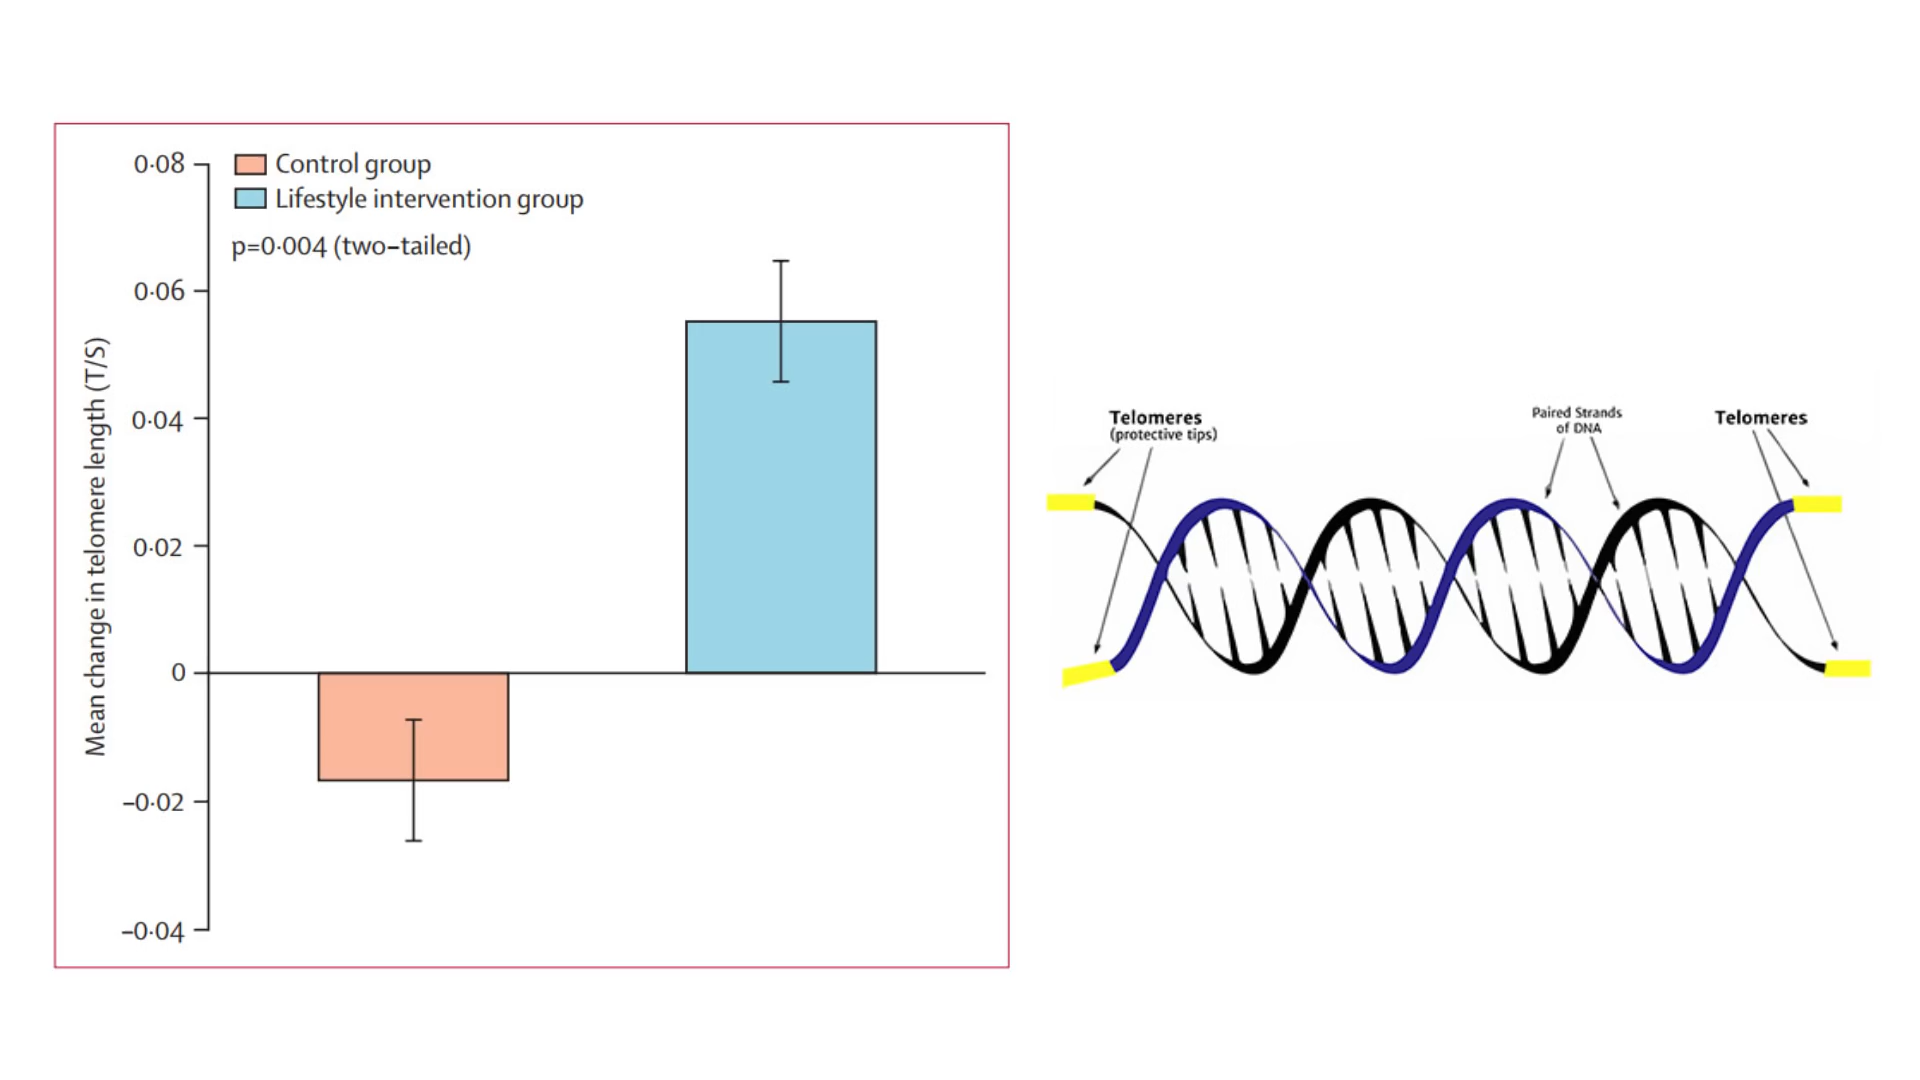 0·08
0·06
0·04
0·02
0
–0·02
–0·04
Mean change in telomere length (T/S)
Control group
Lifestyle intervention group
p=0·004 (two–tailed)
Telomeres
(protective tips)
Paired Strands
of DNA
Telomeres